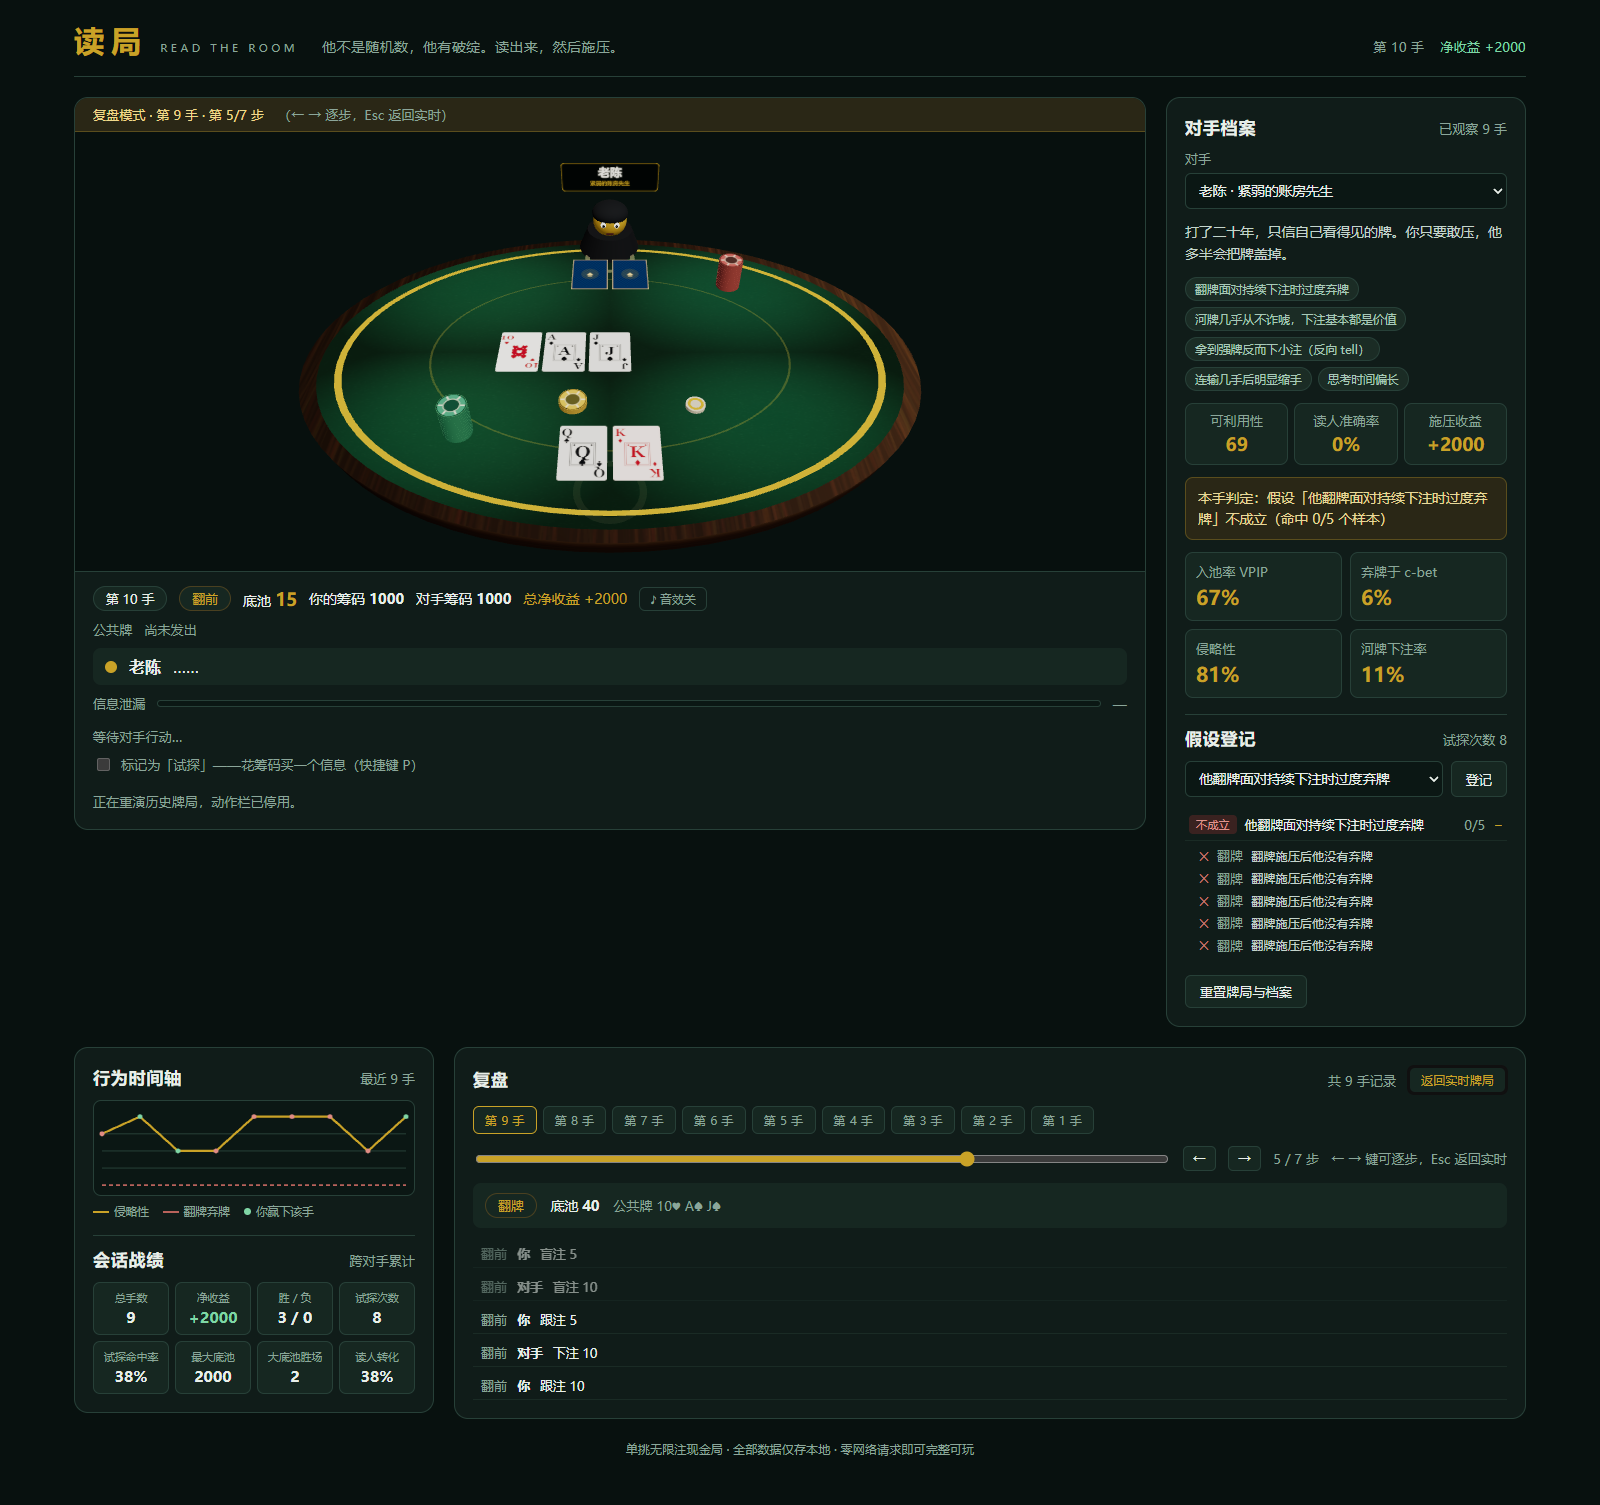 读局 READ THE ROOM 他不是随机数，他有破绽。读出来，然后施压。 第 10 手 净收益 +2000
复盘模式 · 第 9 手 · 第 5/7 步 (← → 逐步，Esc 返回实时)
老陈
紧弱的账房先生
10 A J
10 A J
Q K
Q K
第 10 手 翻前 底池 15 你的筹码 1000 对手筹码 1000 总净收益 +2000 ♪ 音效关
公共牌 尚未发出
老陈 ……
信息泄漏 —
等待对手行动…
标记为「试探」——花筹码买一个信息（快捷键 P）
正在重演历史牌局，动作栏已停用。
对手档案 已观察 9 手
对手
老陈 · 紧弱的账房先生
打了二十年，只信自己看得见的牌。你只要敢压，他
多半会把牌盖掉。
翻牌面对持续下注时过度弃牌
河牌几乎从不诈唬，下注基本都是价值
拿到强牌反而下小注（反向 tell）
连输几手后明显缩手 思考时间偏长
可利用性 读人准确率 施压收益
69 0% +2000
本手判定：假设「他翻牌面对持续下注时过度弃
牌」不成立（命中 0/5 个样本）
入池率 VPIP 弃牌于 c-bet
67% 6%
侵略性 河牌下注率
81% 11%
假设登记 试探次数 8
他翻牌面对持续下注时过度弃牌 登记
不成立 他翻牌面对持续下注时过度弃牌 0/5 –
✕ 翻牌 翻牌施压后他没有弃牌
✕ 翻牌 翻牌施压后他没有弃牌
✕ 翻牌 翻牌施压后他没有弃牌
✕ 翻牌 翻牌施压后他没有弃牌
✕ 翻牌 翻牌施压后他没有弃牌
重置牌局与档案
行为时间轴 最近 9 手
侵略性 翻牌弃牌 你赢下该手
会话战绩 跨对手累计
总手数 净收益 胜 / 负 试探次数
9 +2000 3 / 0 8
试探命中率 最大底池 大底池胜场 读人转化
38% 2000 2 38%
复盘 共 9 手记录 返回实时牌局
第 9 手 第 8 手 第 7 手 第 6 手 第 5 手 第 4 手 第 3 手 第 2 手 第 1 手
← → 5 / 7 步 ← → 键可逐步，Esc 返回实时
翻牌 底池 40 公共牌 10♥ A♠ J♠
翻前 你 盲注 5
翻前 对手 盲注 10
翻前 你 跟注 5
翻前 对手 下注 10
翻前 你 跟注 10
单挑无限注现金局 · 全部数据仅存本地 · 零网络请求即可完整可玩